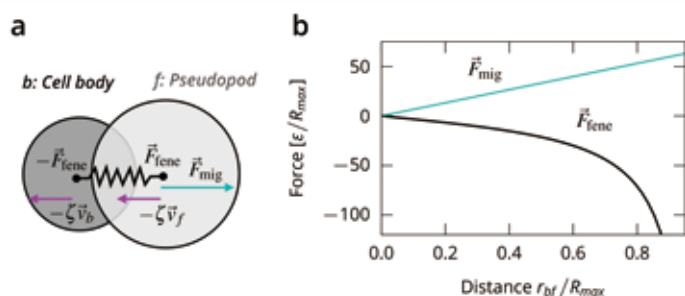 a
b: Cell body
f: Pseudopod
−F⃗fene
F⃗fene
F⃗mig
−ζv⃗b
−ζv⃗f
b
Force [ε/Rmax]
50
0
−50
−100
F⃗mig
F⃗fene
0.0 0.2 0.4 0.6 0.8
Distance rbf/Rmax